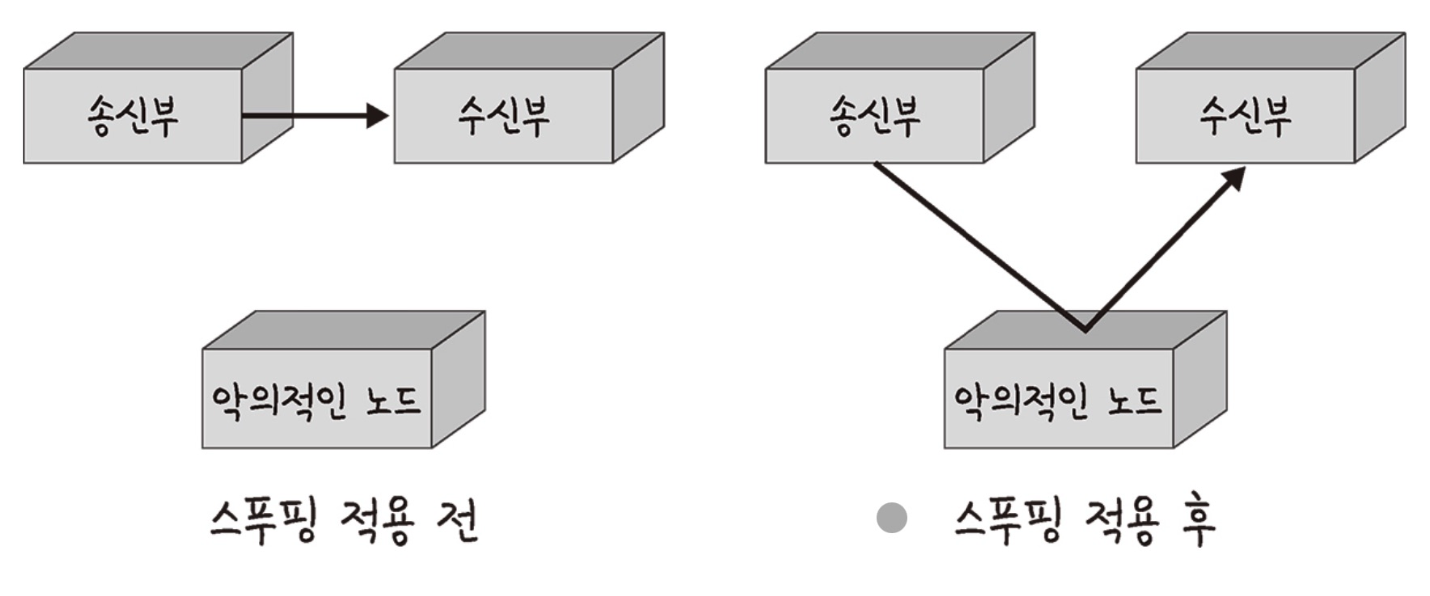 송신부
수신부
악의적인 노드
스푸핑 적용 전
송신부
수신부
악의적인 노드
스푸핑 적용 후